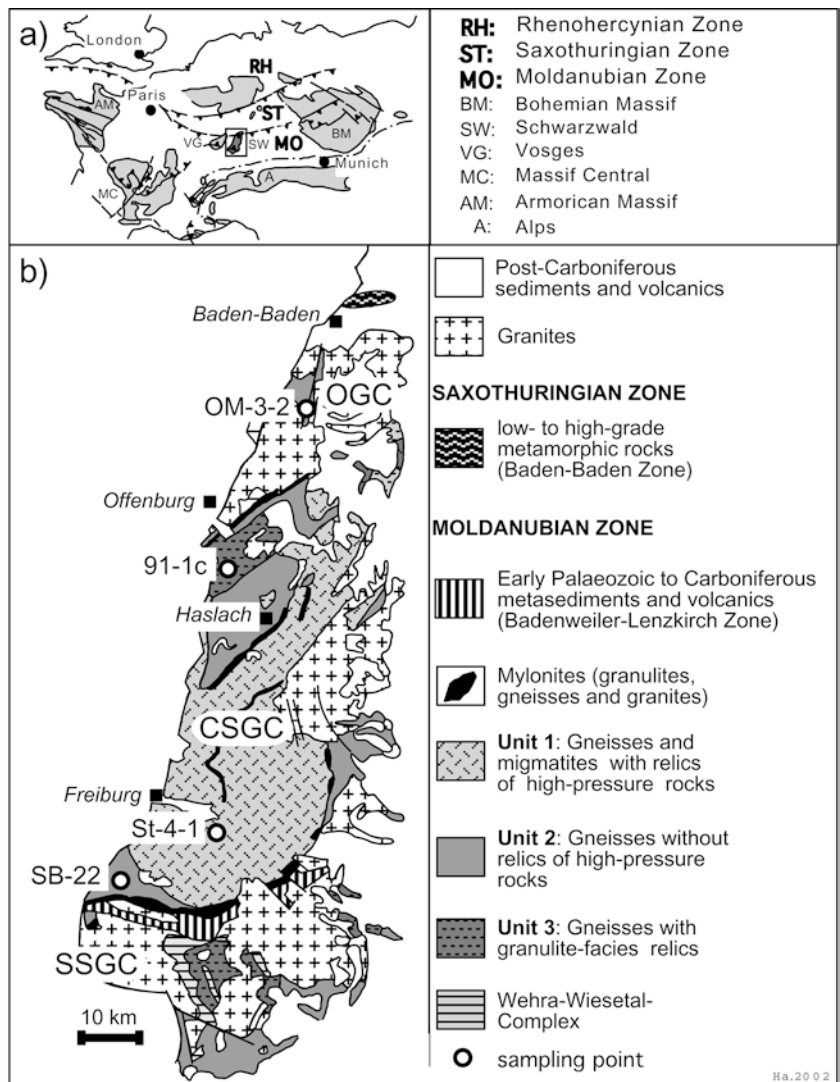 a)
London
RH
Paris
AM
ST
BM
VG
SW
MO
Munich
MC
A
RH: Rhenohercynian Zone
ST: Saxothuringian Zone
MO: Moldanubian Zone
BM: Bohemian Massif
SW: Schwarzwald
VG: Vosges
MC: Massif Central
AM: Armorican Massif
A: Alps
b)
Baden-Baden
OM-3-2
OGC
Offenburg
91-1c
Haslach
CSGC
Freiburg
St-4-1
SB-22
SSGC
10 km
Post-Carboniferous
sediments and volcanics
Granites
SAXOTHURINGIAN ZONE
low- to high-grade
metamorphic rocks
(Baden-Baden Zone)
MOLDANUBIAN ZONE
Early Palaeozoic to Carboniferous
metasediments and volcanics
(Badenweiler-Lenzkirch Zone)
Mylonites (granulites,
gneisses and granites)
Unit 1: Gneisses and
migmatites with relics
of high-pressure rocks
Unit 2: Gneisses without
relics of high-pressure
rocks
Unit 3: Gneisses with
granulite-facies relics
Wehra-Wiesetal-
Complex
sampling point
Ha.2002